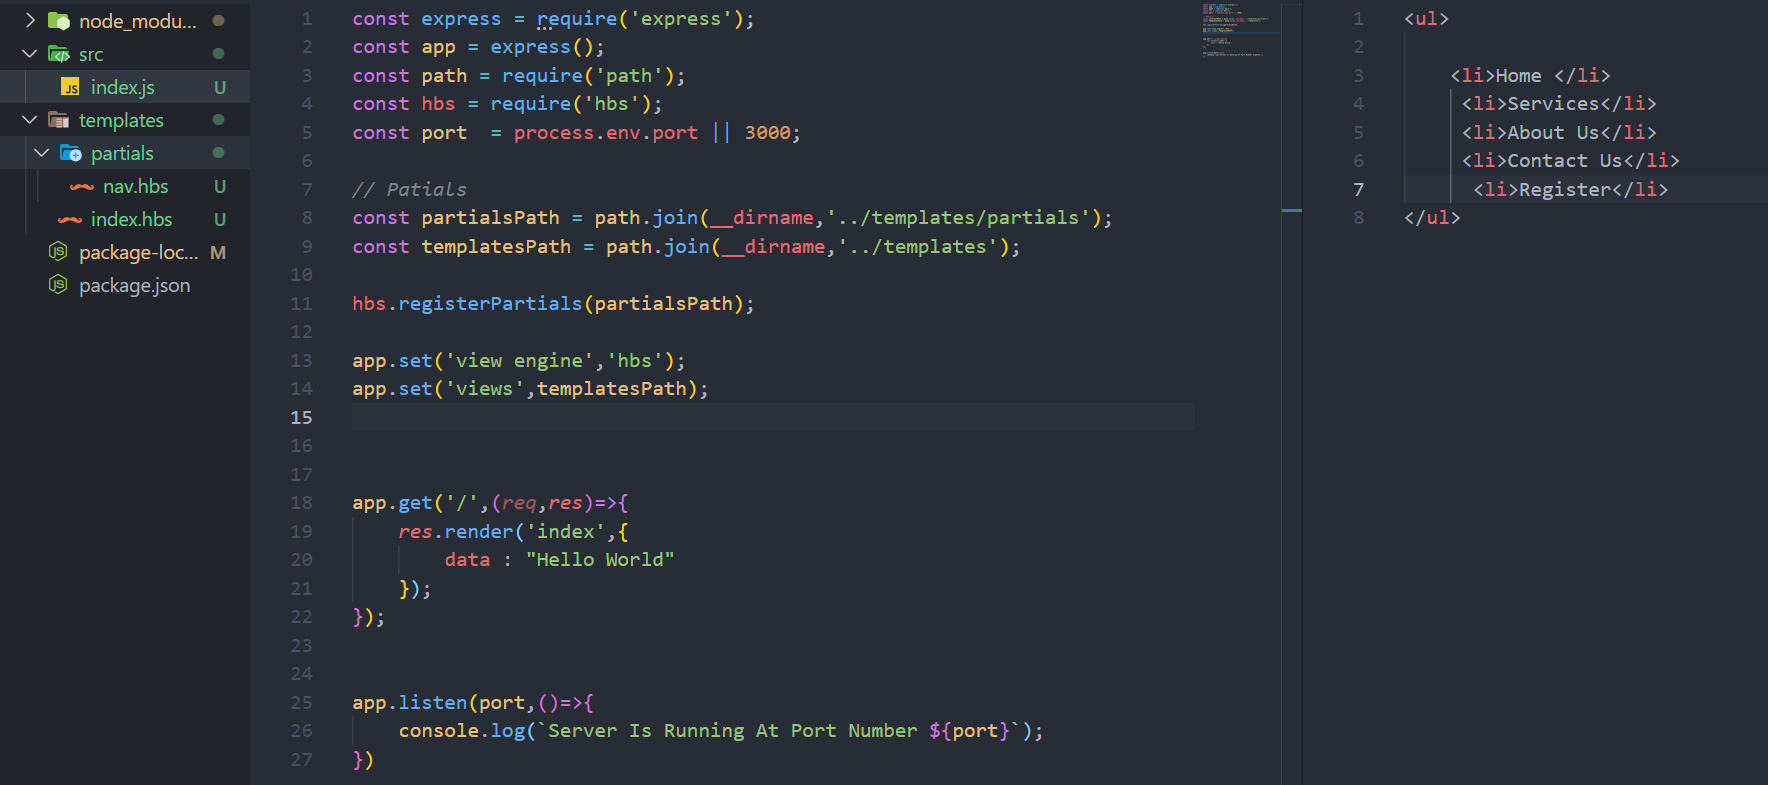 node_modu...
src
index.js U
templates
partials
nav.hbs U
index.hbs U
package-loc... M
package.json
1 const express = require('express');
2 const app = express();
3 const path = require('path');
4 const hbs = require('hbs');
5 const port  = process.env.port || 3000;
6
7 // Patials
8 const partialsPath = path.join(__dirname,'../templates/partials');
9 const templatesPath = path.join(__dirname,'../templates');
10
11 hbs.registerPartials(partialsPath);
12
13 app.set('view engine','hbs');
14 app.set('views',templatesPath);
15
16
17
18 app.get('/',(req,res)=>{
19     res.render('index',{
20         data : "Hello World"
21     });
22 });
23
24
25 app.listen(port,()=>{
26     console.log(`Server Is Running At Port Number ${port}`);
27 })
1 <ul>
2
3     <li>Home </li>
4      <li>Services</li>
5      <li>About Us</li>
6      <li>Contact Us</li>
7       <li>Register</li>
8 </ul>